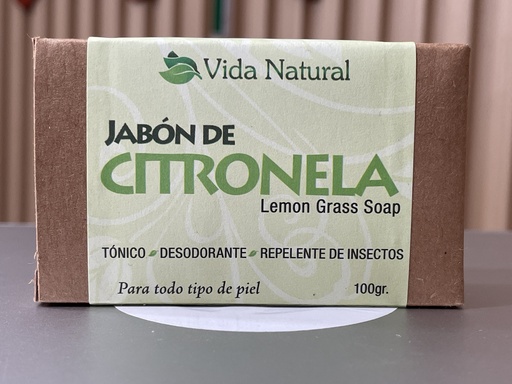 Vida Natural
JABÓN DE
CITRONELA
Lemon Grass Soap
TÓNICO DESODORANTE REPELENTE DE INSECTOS
Para todo tipo de piel 100gr.